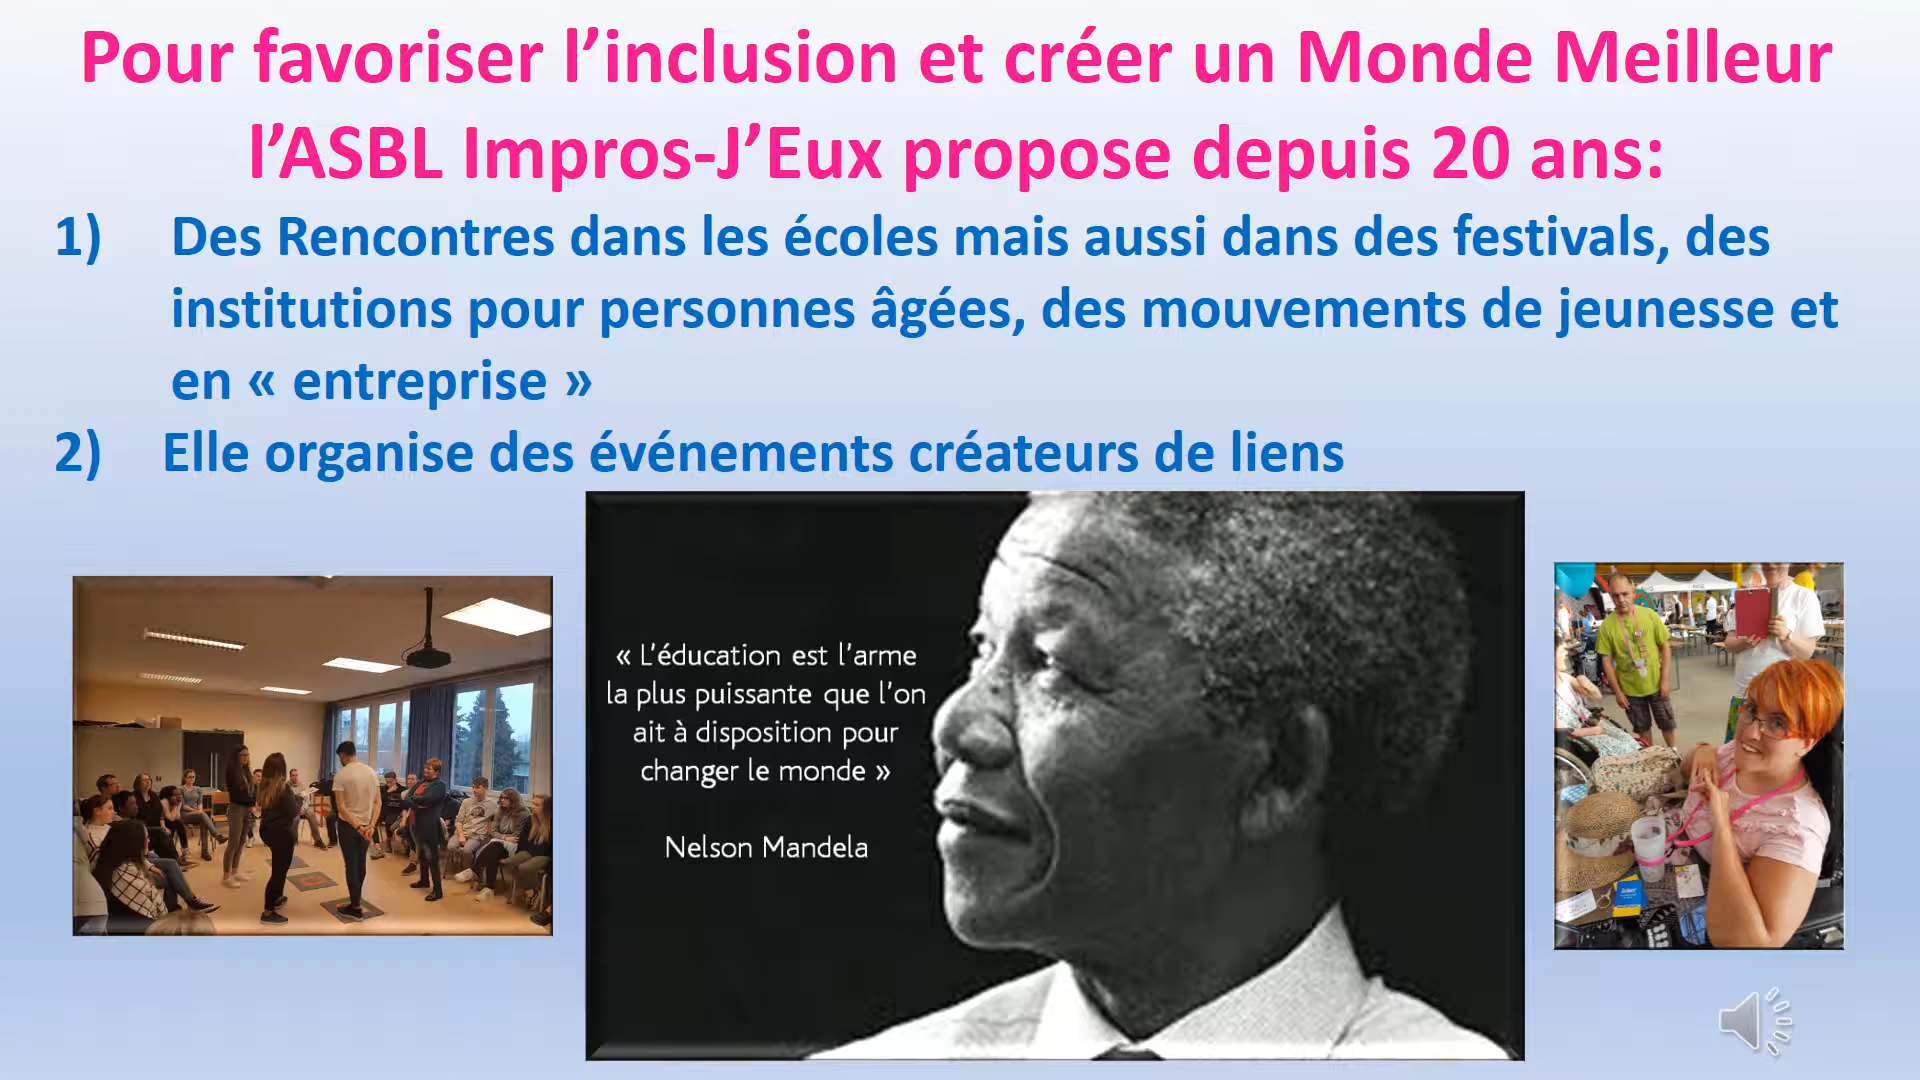 Pour favoriser l’inclusion et créer un Monde Meilleur
l’ASBL Impros-J’Eux propose depuis 20 ans:
1) Des Rencontres dans les écoles mais aussi dans des festivals, des
institutions pour personnes âgées, des mouvements de jeunesse et
en « entreprise »
2) Elle organise des événements créateurs de liens
« L’éducation est l’arme
la plus puissante que l’on
ait à disposition pour
changer le monde »
Nelson Mandela